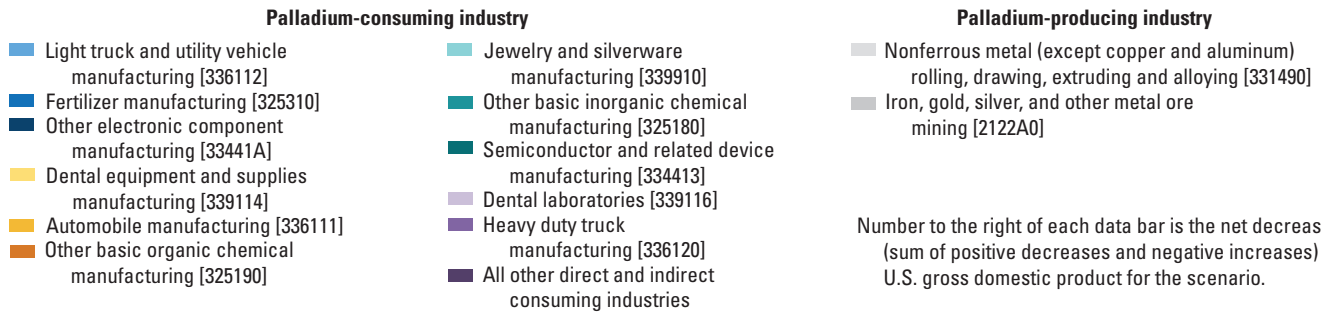 Palladium-consuming industry
Light truck and utility vehicle
manufacturing [336112]
Fertilizer manufacturing [325310]
Other electronic component
manufacturing [33441A]
Dental equipment and supplies
manufacturing [339114]
Automobile manufacturing [336111]
Other basic organic chemical
manufacturing [325190]
Jewelry and silverware
manufacturing [339910]
Other basic inorganic chemical
manufacturing [325180]
Semiconductor and related device
manufacturing [334413]
Dental laboratories [339116]
Heavy duty truck
manufacturing [336120]
All other direct and indirect
consuming industries
Palladium-producing industry
Nonferrous metal (except copper and aluminum)
rolling, drawing, extruding and alloying [331490]
Iron, gold, silver, and other metal ore
mining [2122A0]
Number to the right of each data bar is the net decreas
(sum of positive decreases and negative increases)
U.S. gross domestic product for the scenario.